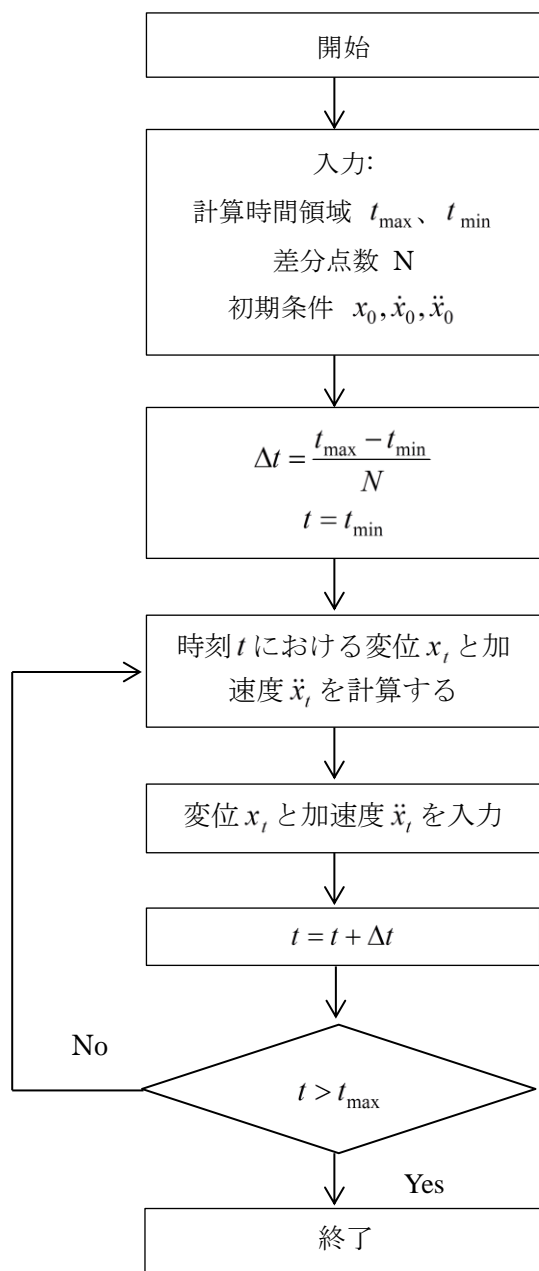 開始
入力:
計算時間領域 t_max、 t_min
差分点数 N
初期条件 x₀, ẋ₀, ẍ₀
Δt = (t_max − t_min) / N
t = t_min
時刻 t における変位 x_t と加
速度 ẍ_t を計算する
変位 x_t と加速度 ẍ_t を入力
t = t + Δt
No
t > t_max
Yes
終了